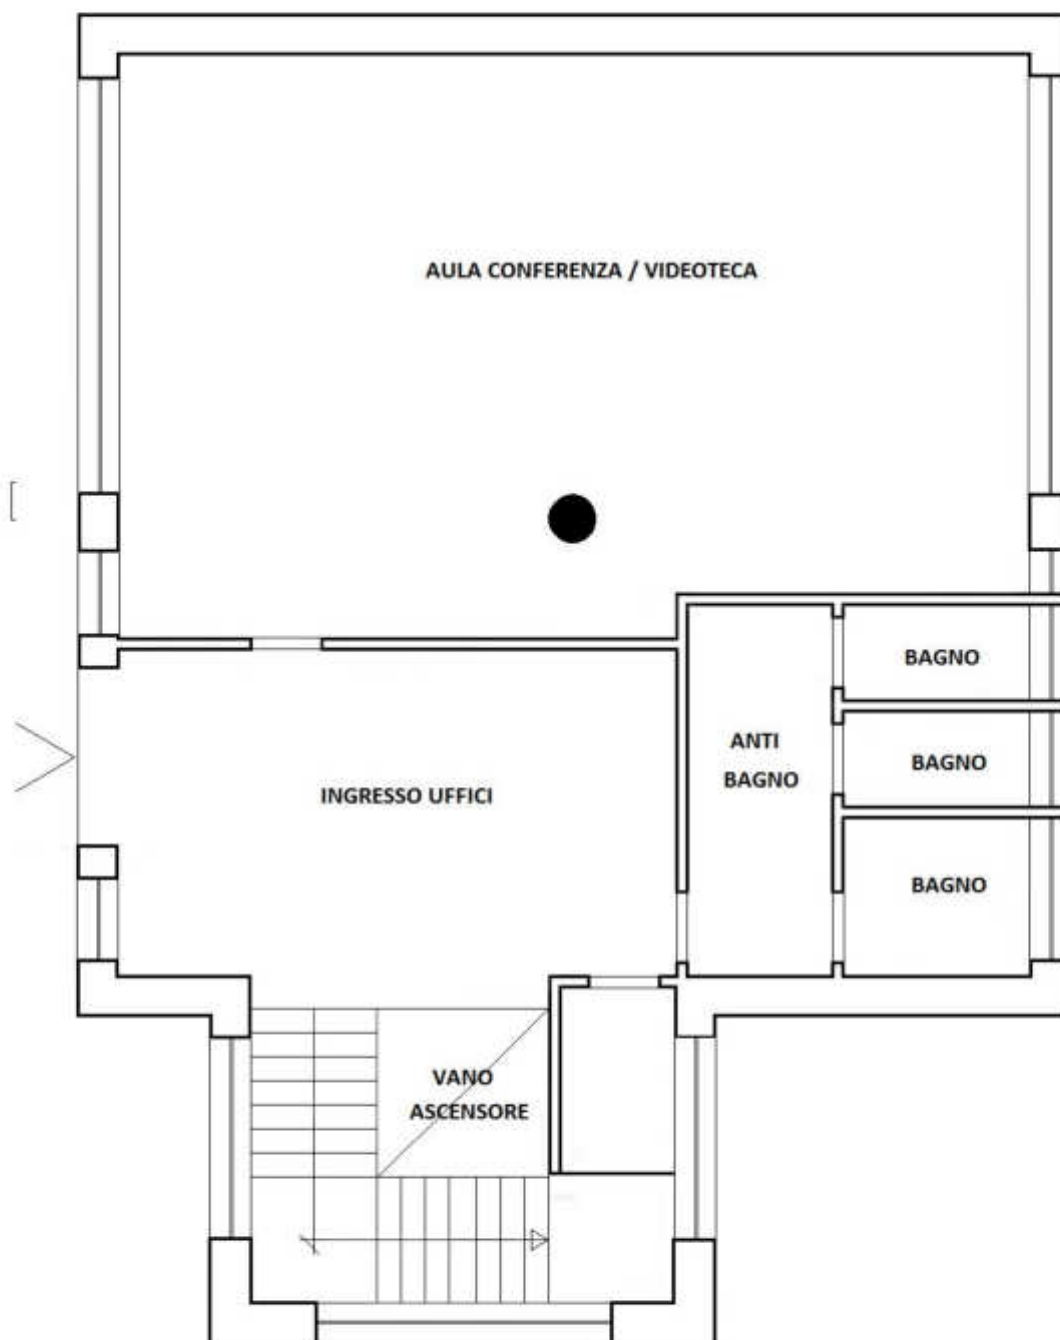 AULA CONFERENZA / VIDEOTECA
BAGNO
ANTI
BAGNO
BAGNO
INGRESSO UFFICI
BAGNO
VANO
ASCENSORE